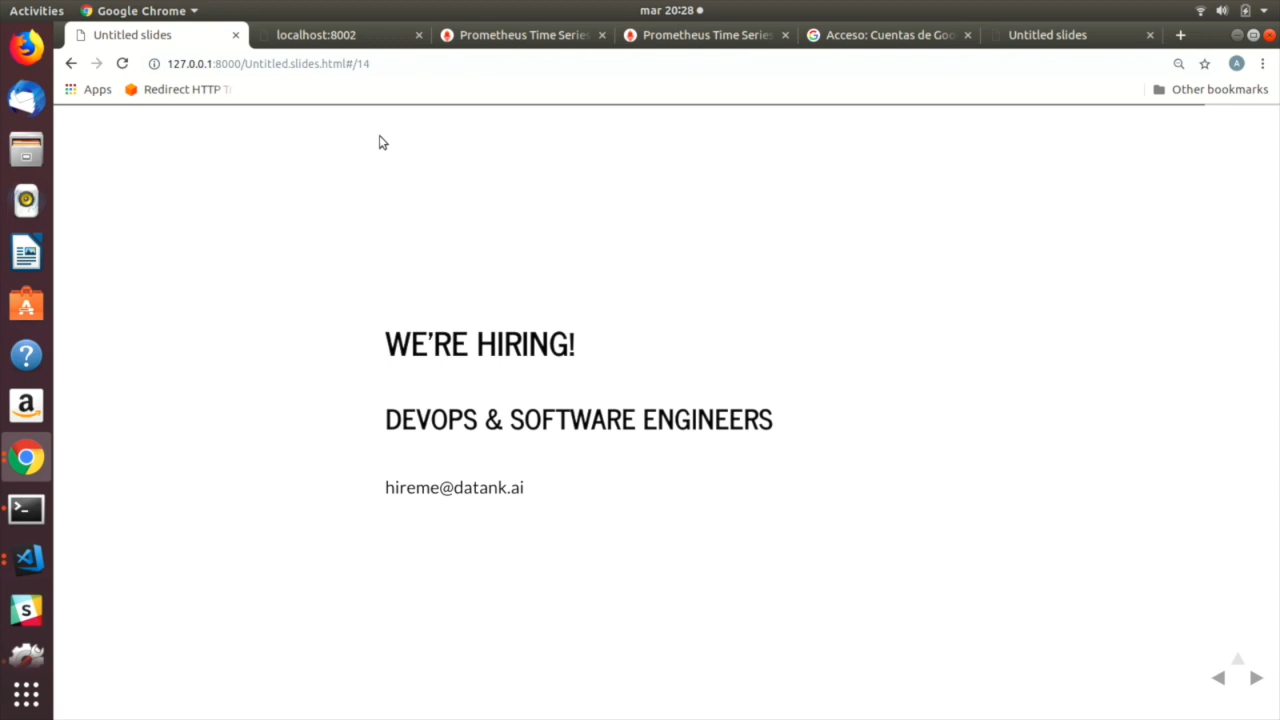 Activities
Google Chrome
mar 20:28
Untitled slides
localhost:8002
Prometheus Time Series
Prometheus Time Series
Acceso: Cuentas de Goo
Untitled slides
127.0.0.1:8000/Untitled.slides.html#/14
A
Apps
Redirect HTTP T
Other bookmarks
WE'RE HIRING!
DEVOPS & SOFTWARE ENGINEERS
hireme@datank.ai